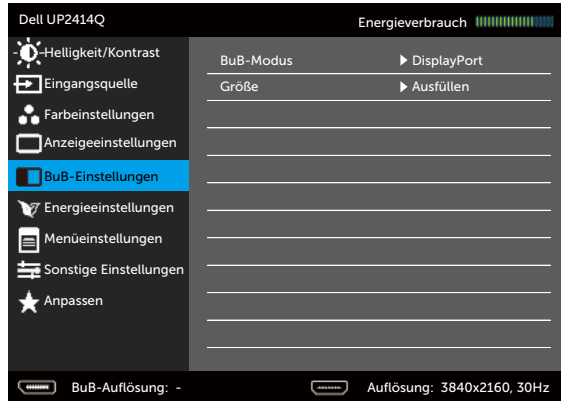 Dell UP2414Q Energieverbrauch
Helligkeit/Kontrast
Eingangsquelle
Farbeinstellungen
Anzeigeeinstellungen
BuB-Einstellungen
Energieeinstellungen
Menüeinstellungen
Sonstige Einstellungen
Anpassen
BuB-Modus DisplayPort
Größe Ausfüllen
BuB-Auflösung: - Auflösung: 3840x2160, 30Hz